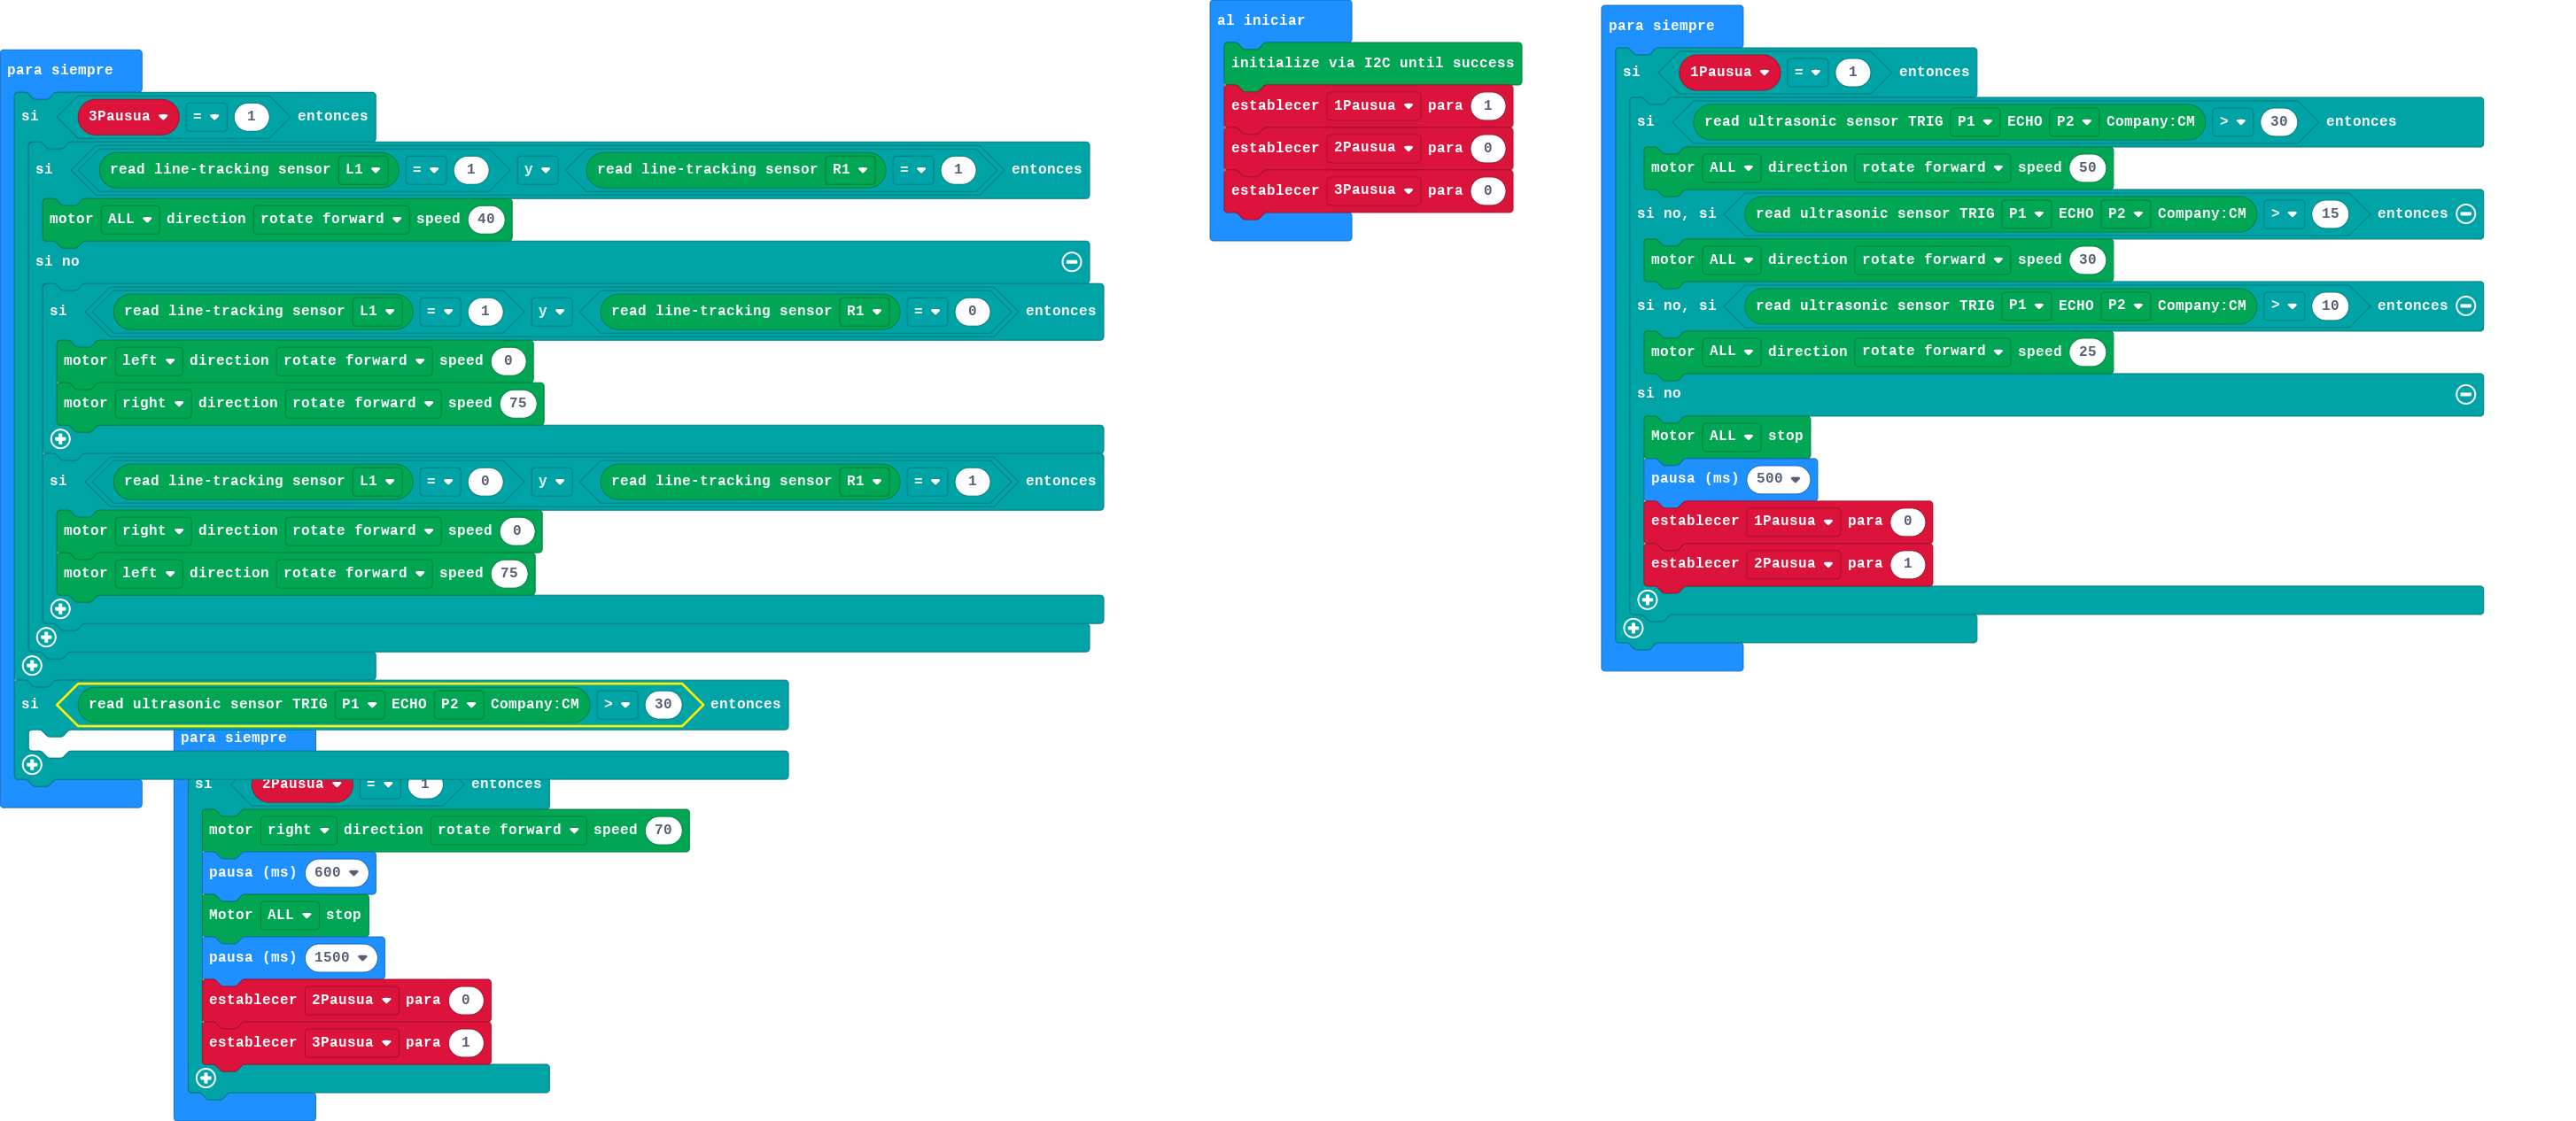 para siempre
si 3Pausua = 1 entonces
si read line-tracking sensor L1 = 1 y read line-tracking sensor R1 = 1 entonces
motor ALL direction rotate forward speed 40
si no
si read line-tracking sensor L1 = 1 y read line-tracking sensor R1 = 0 entonces
motor left direction rotate forward speed 0
motor right direction rotate forward speed 75
si read line-tracking sensor L1 = 0 y read line-tracking sensor R1 = 1 entonces
motor right direction rotate forward speed 0
motor left direction rotate forward speed 75
si read ultrasonic sensor TRIG P1 ECHO P2 Company:CM > 30 entonces
para siempre
si 2Pausua = 1 entonces
motor right direction rotate forward speed 70
pausa (ms) 600
Motor ALL stop
pausa (ms) 1500
establecer 2Pausua para 0
establecer 3Pausua para 1
al iniciar
initialize via I2C until success
establecer 1Pausua para 1
establecer 2Pausua para 0
establecer 3Pausua para 0
para siempre
si 1Pausua = 1 entonces
si read ultrasonic sensor TRIG P1 ECHO P2 Company:CM > 30 entonces
motor ALL direction rotate forward speed 50
si no, si read ultrasonic sensor TRIG P1 ECHO P2 Company:CM > 15 entonces
motor ALL direction rotate forward speed 30
si no, si read ultrasonic sensor TRIG P1 ECHO P2 Company:CM > 10 entonces
motor ALL direction rotate forward speed 25
si no
Motor ALL stop
pausa (ms) 500
establecer 1Pausua para 0
establecer 2Pausua para 1